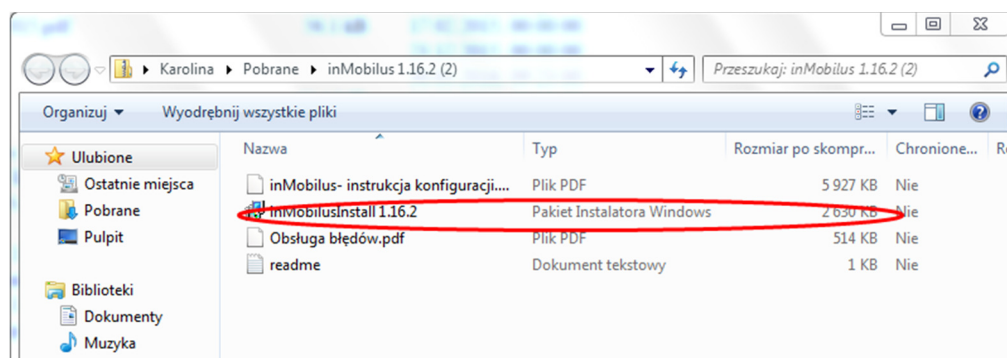 Karolina ▸ Pobrane ▸ inMobilus 1.16.2 (2)
Przeszukaj: inMobilus 1.16.2 (2)
Organizuj
Wyodrębnij wszystkie pliki
Nazwa Typ Rozmiar po skompr... Chronione...
Ulubione
Ostatnie miejsca
Pobrane
Pulpit
Biblioteki
Dokumenty
Muzyka
inMobilus- instrukcja konfiguracji.... Plik PDF 5 927 KB Nie
inMobilusInstall 1.16.2 Pakiet Instalatora Windows 2 630 KB Nie
Obsługa błędów.pdf Plik PDF 514 KB Nie
readme Dokument tekstowy 1 KB Nie